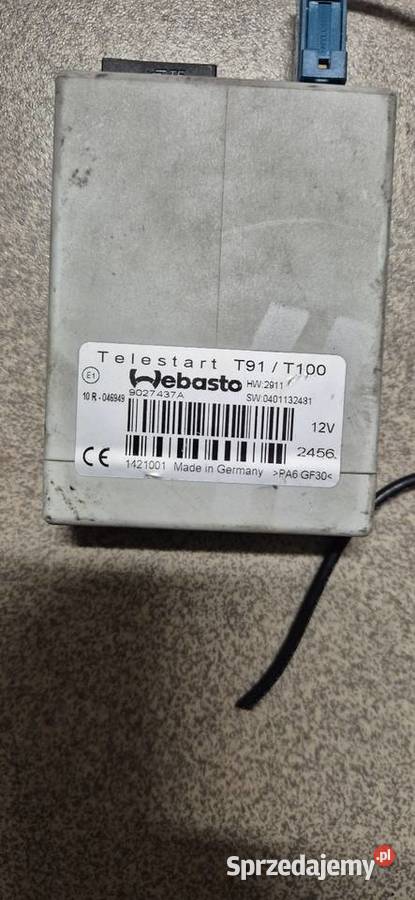 Telestart T91 / T100
E1 Webasto HW:2911
10 R - 046949 9027437A SW:0401132431
12V
2456
CE 1421001 Made in Germany >PA6 GF30<
Sprzedajemy.pl